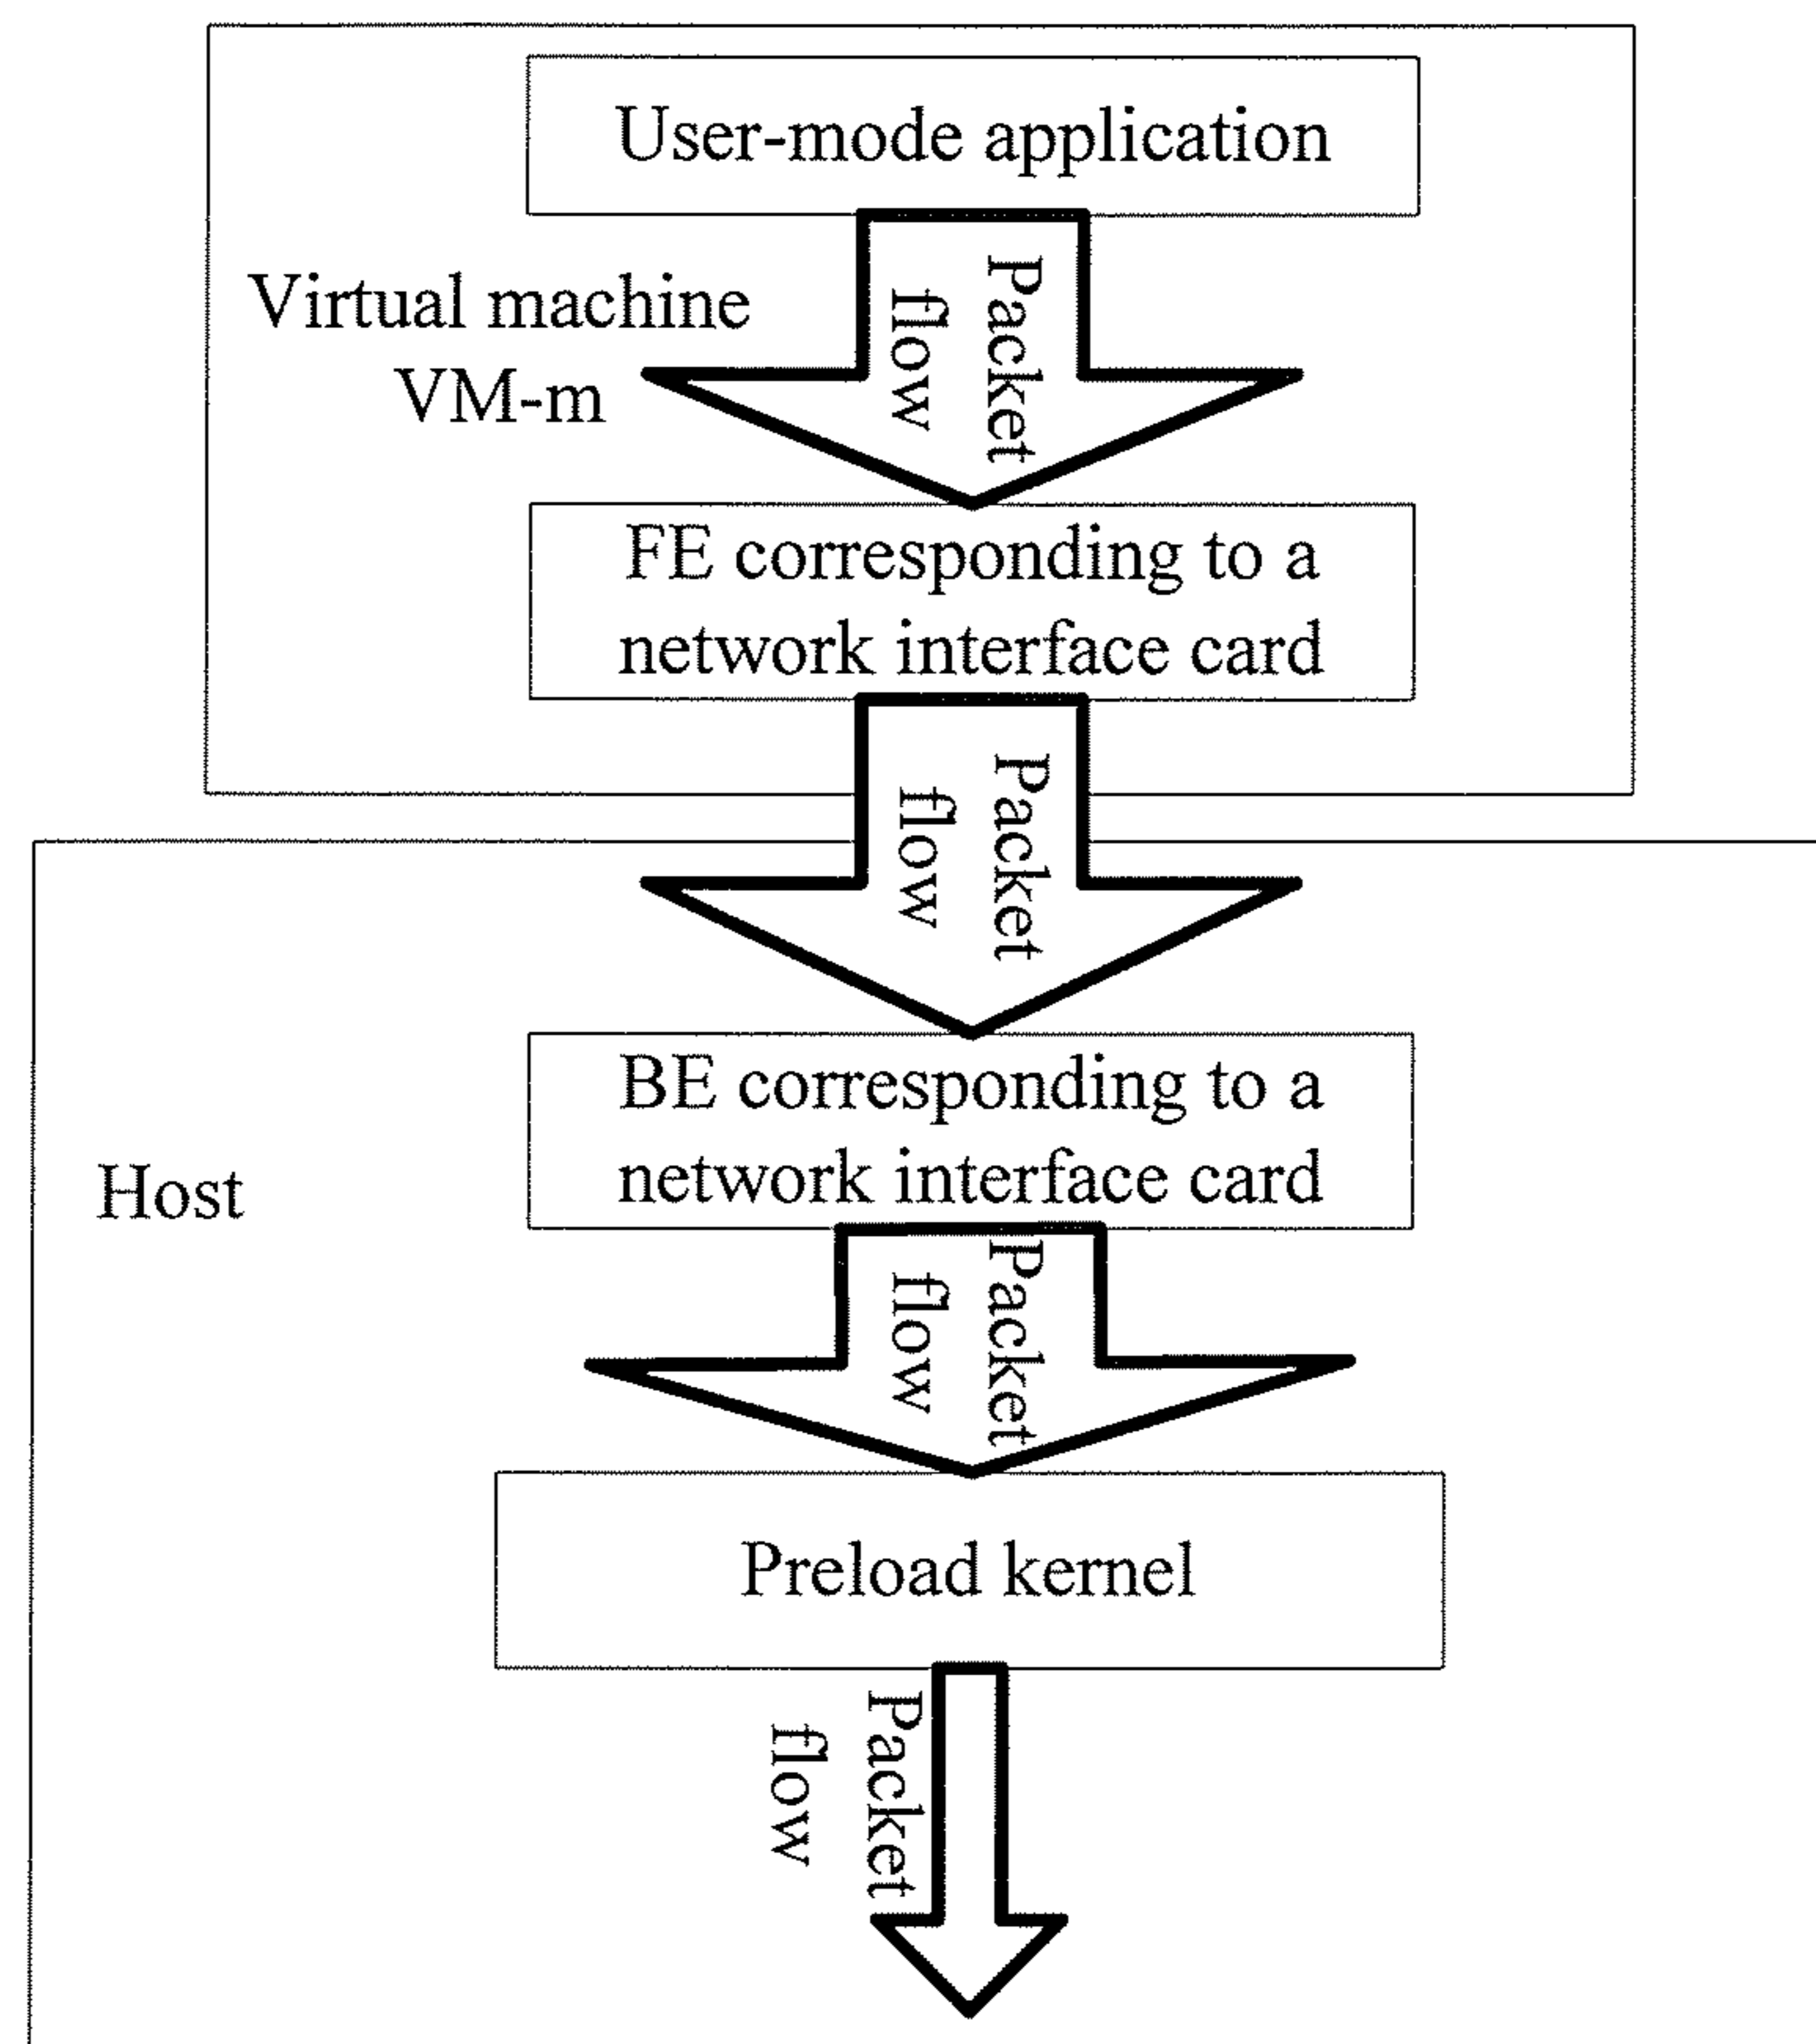 User-mode application
Packet
flow
Virtual machine
VM-m
FE corresponding to a
network interface card
Packet
flow
BE corresponding to a
network interface card
Host
Packet
flow
Preload kernel
Packet
flow